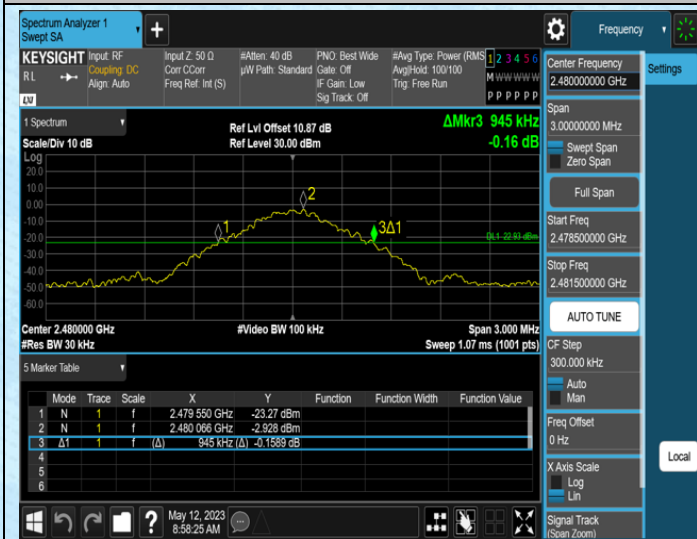 Spectrum Analyzer 1
Swept SA
+
Frequency
KEYSIGHT
RL
LXI
Input: RF
Coupling: DC
Align: Auto
Input Z: 50 Ω
Corr CCorr
Freq Ref: Int (S)
#Atten: 40 dB
µW Path: Standard
PNO: Best Wide
Gate: Off
IF Gain: Low
Sig Track: Off
#Avg Type: Power (RMS
Avg|Hold: 100/100
Trig: Free Run
1 2 3 4 5 6
M W W W W W
P P P P P P
1 Spectrum
Scale/Div 10 dB
Ref Lvl Offset 10.87 dB
Ref Level 30.00 dBm
ΔMkr3 945 kHz
-0.16 dB
Log
20.0
10.0
0.00
-10.0
-20.0
-30.0
-40.0
-50.0
-60.0
1
2
3Δ1
DL1 -22.93 dBm
Center 2.480000 GHz
#Res BW 30 kHz
#Video BW 100 kHz
Span 3.000 MHz
Sweep 1.07 ms (1001 pts)
5 Marker Table
Mode Trace Scale X Y Function Function Width Function Value
1 N 1 f 2.479 550 GHz -23.27 dBm
2 N 1 f 2.480 066 GHz -2.928 dBm
3 Δ1 1 f (Δ) 945 kHz (Δ) -0.1589 dB
4
5
6
?
May 12, 2023
8:58:25 AM
Center Frequency
2.480000000 GHz
Span
3.00000000 MHz
Swept Span
Zero Span
Full Span
Start Freq
2.478500000 GHz
Stop Freq
2.481500000 GHz
AUTO TUNE
CF Step
300.000 kHz
Auto
Man
Freq Offset
0 Hz
X Axis Scale
Log
Lin
Signal Track
(Span Zoom)
Settings
Local